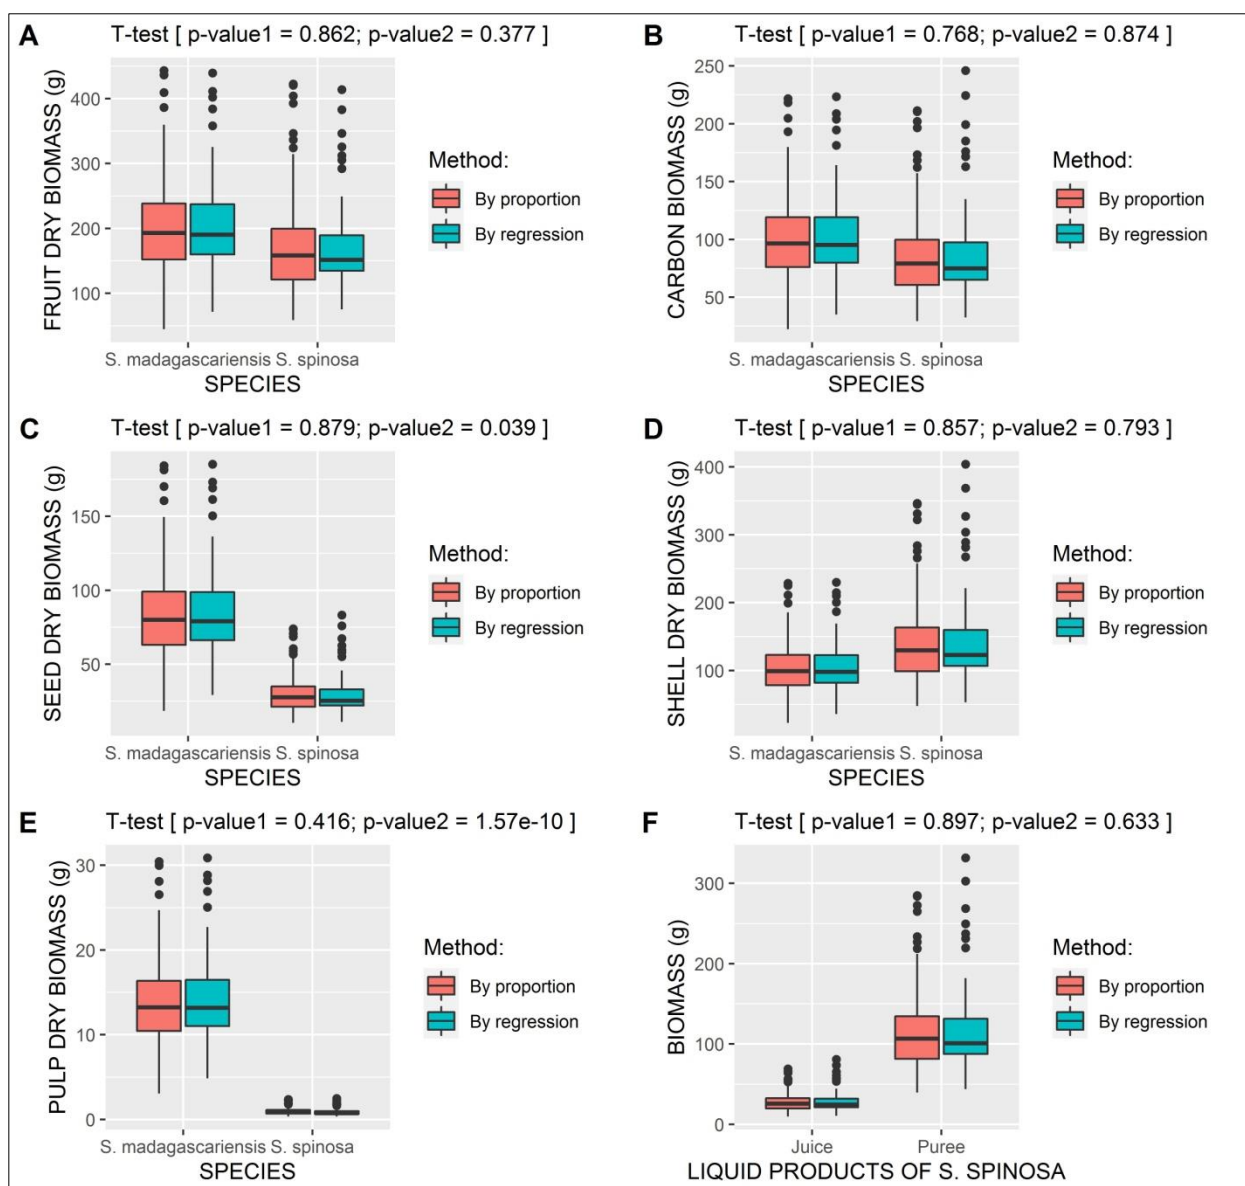 A
T-test [ p-value1 = 0.862; p-value2 = 0.377 ]
FRUIT DRY BIOMASS (g)
400
300
200
100
S. madagascariensis S. spinosa
SPECIES
Method:
By proportion
By regression
B
T-test [ p-value1 = 0.768; p-value2 = 0.874 ]
CARBON BIOMASS (g)
250
200
150
100
50
S. madagascariensis S. spinosa
SPECIES
Method:
By proportion
By regression
C
T-test [ p-value1 = 0.879; p-value2 = 0.039 ]
SEED DRY BIOMASS (g)
150
100
50
S. madagascariensis S. spinosa
SPECIES
Method:
By proportion
By regression
D
T-test [ p-value1 = 0.857; p-value2 = 0.793 ]
SHELL DRY BIOMASS (g)
400
300
200
100
S. madagascariensis S. spinosa
SPECIES
Method:
By proportion
By regression
E
T-test [ p-value1 = 0.416; p-value2 = 1.57e-10 ]
PULP DRY BIOMASS (g)
30
20
10
0
S. madagascariensis S. spinosa
SPECIES
Method:
By proportion
By regression
F
T-test [ p-value1 = 0.897; p-value2 = 0.633 ]
BIOMASS (g)
300
200
100
0
Juice Puree
LIQUID PRODUCTS OF S. SPINOSA
Method:
By proportion
By regression